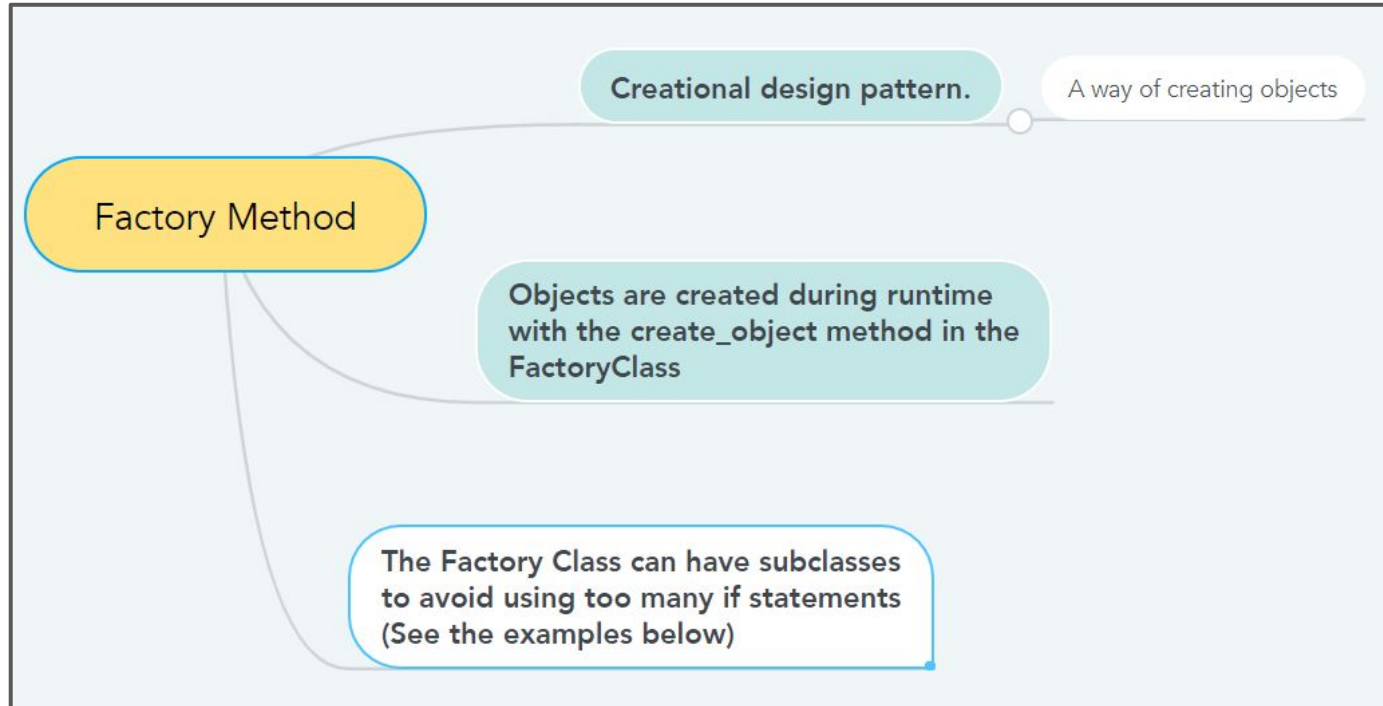 Creational design pattern.
A way of creating objects
Factory Method
Objects are created during runtime
with the create_object method in the
FactoryClass
The Factory Class can have subclasses
to avoid using too many if statements
(See the examples below)